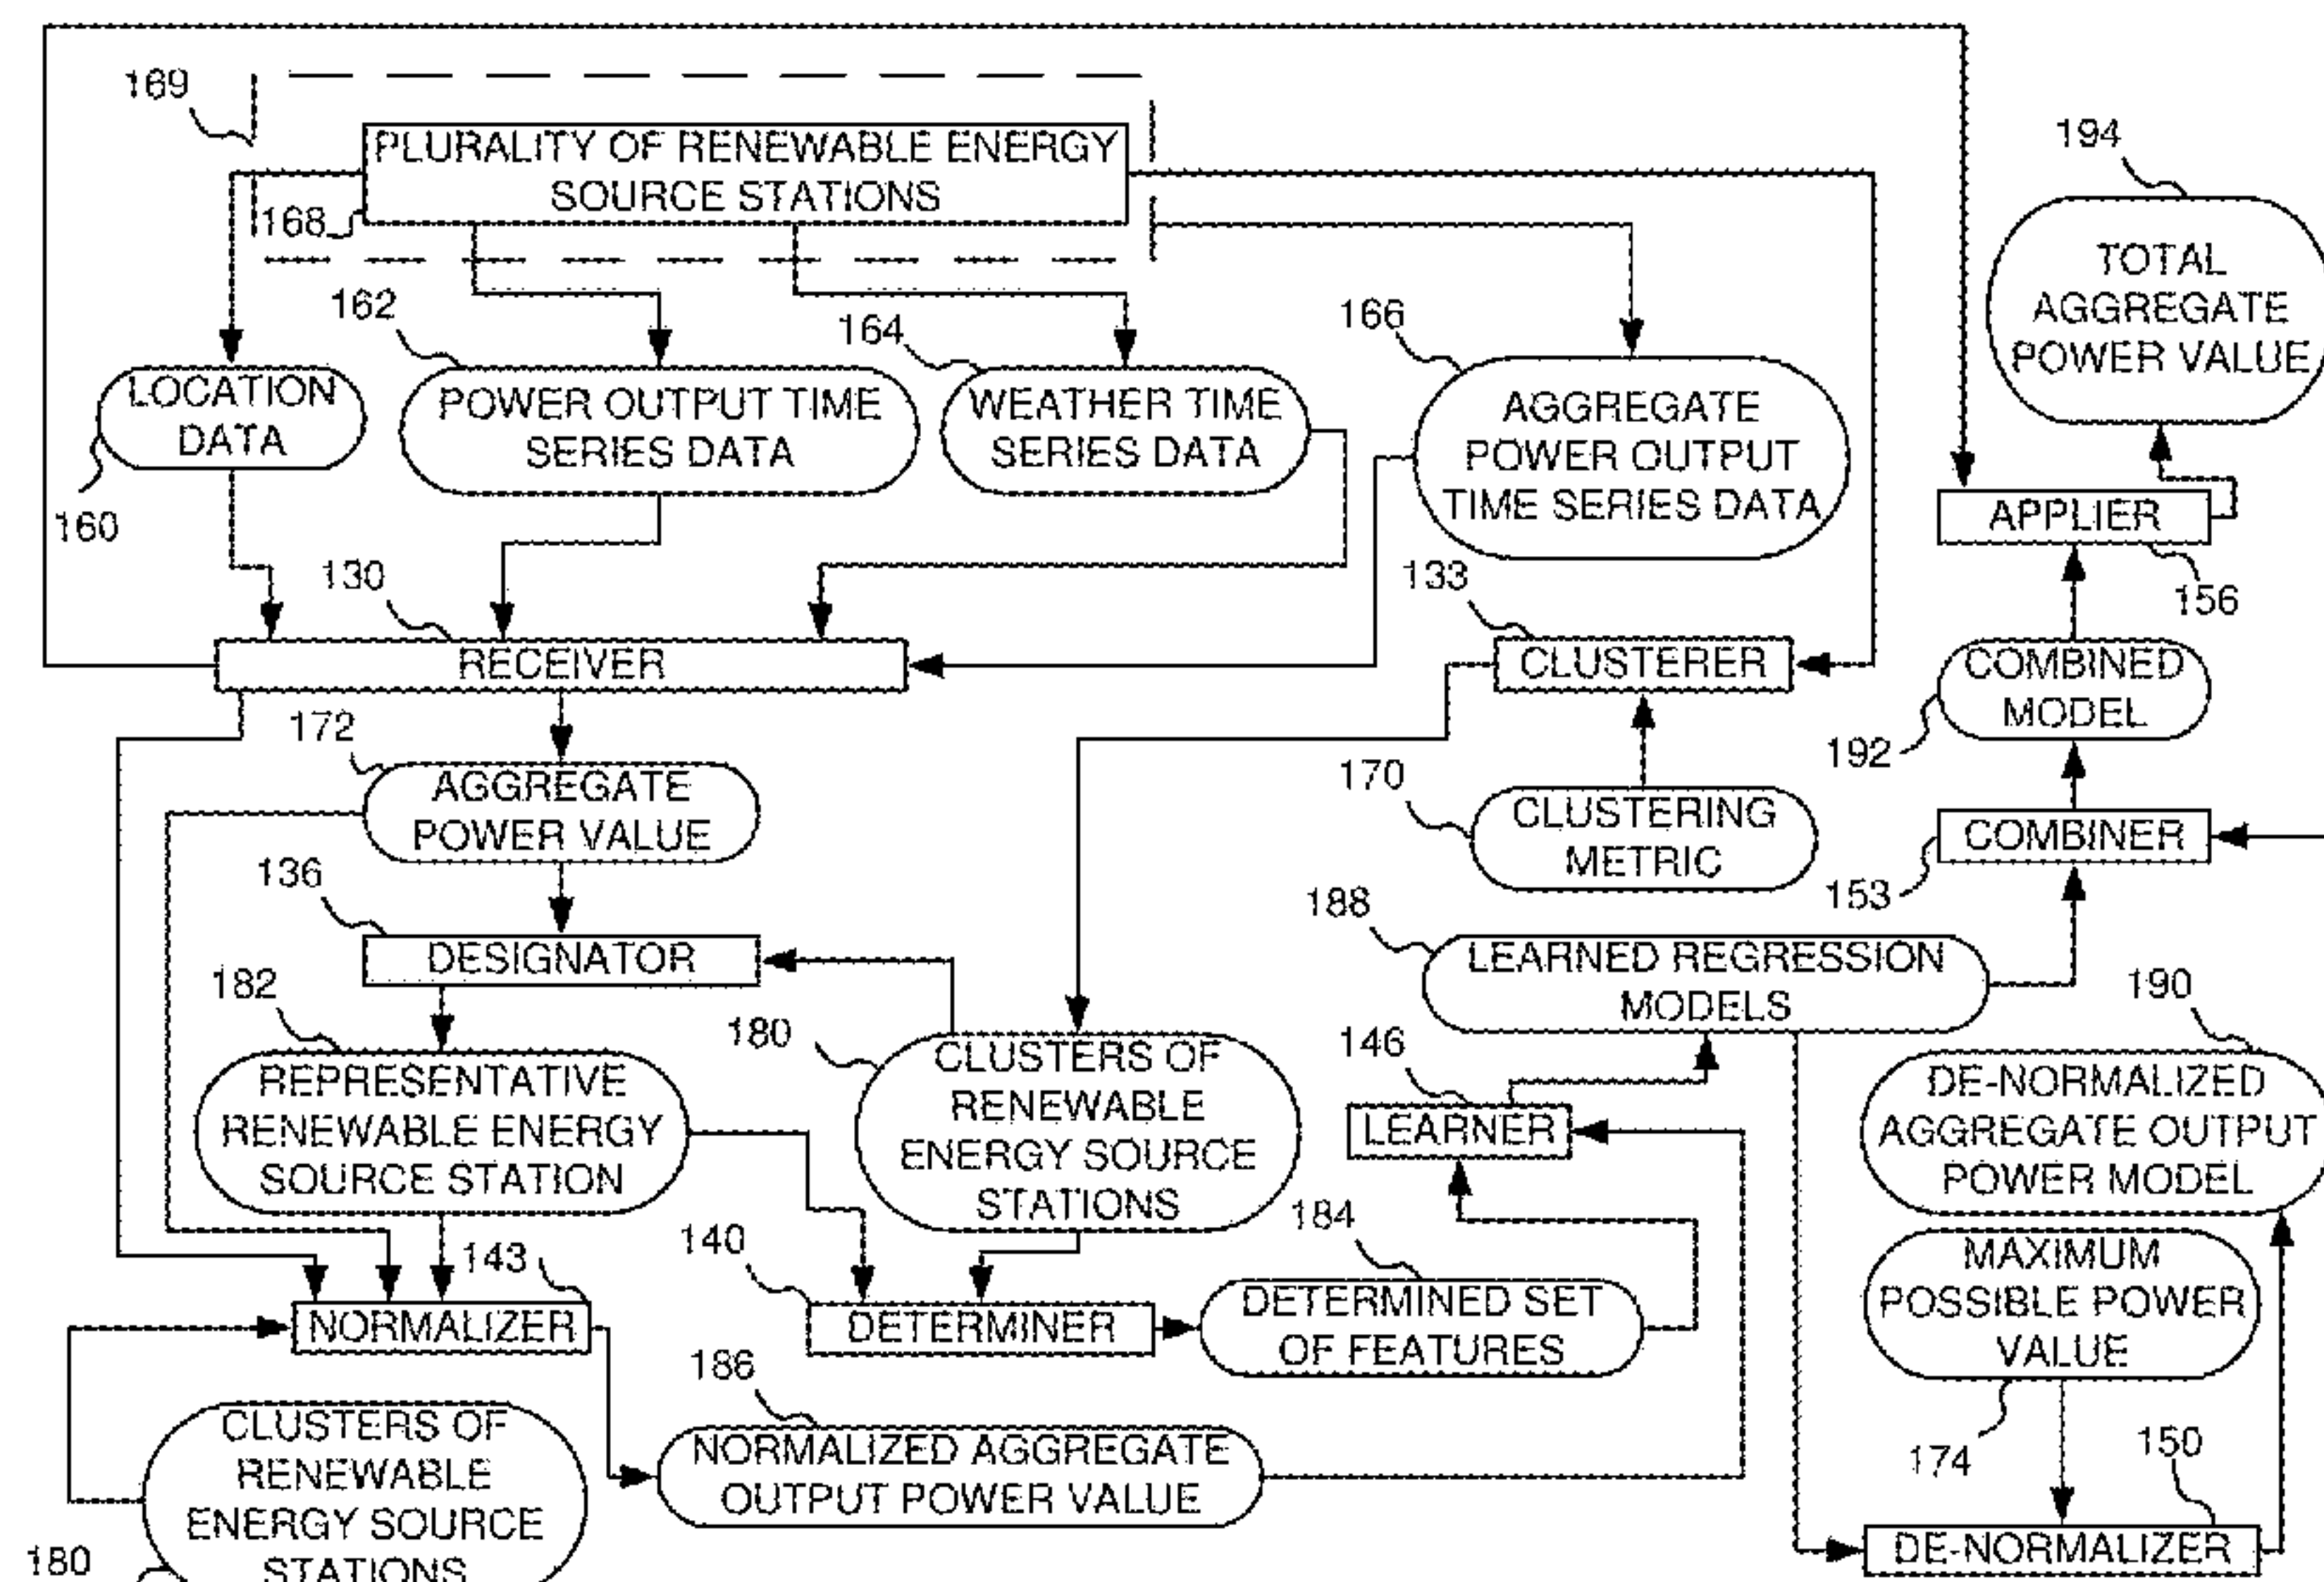 169
PLURALITY OF RENEWABLE ENERGY
SOURCE STATIONS
168
194
TOTAL
AGGREGATE
POWER VALUE
162
164
166
LOCATION
DATA
POWER OUTPUT TIME
SERIES DATA
WEATHER TIME
SERIES DATA
AGGREGATE
POWER OUTPUT
TIME SERIES DATA
160
APPLIER
156
130
RECEIVER
133
CLUSTERER
COMBINED
MODEL
192
172
AGGREGATE
POWER VALUE
170
CLUSTERING
METRIC
COMBINER
153
136
DESIGNATOR
188
LEARNED REGRESSION
MODELS
182
REPRESENTATIVE
RENEWABLE ENERGY
SOURCE STATION
180
CLUSTERS OF
RENEWABLE
ENERGY SOURCE
STATIONS
146
LEARNER
190
DE-NORMALIZED
AGGREGATE OUTPUT
POWER MODEL
143
NORMALIZER
140
DETERMINER
184
DETERMINED SET
OF FEATURES
MAXIMUM
POSSIBLE POWER
VALUE
174
186
NORMALIZED AGGREGATE
OUTPUT POWER VALUE
150
DE-NORMALIZER
CLUSTERS OF
RENEWABLE
ENERGY SOURCE
STATIONS
180